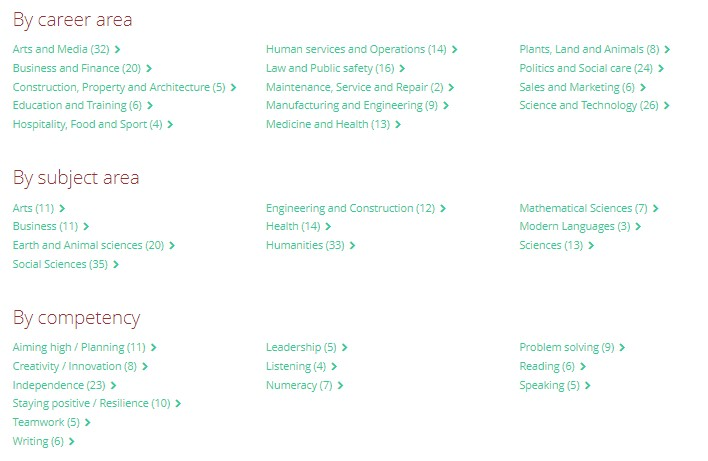 By career area
Arts and Media (32)
Human services and Operations (14)
Plants, Land and Animals (8)
Business and Finance (20)
Law and Public safety (16)
Politics and Social care (24)
Construction, Property and Architecture (5)
Maintenance, Service and Repair (2)
Sales and Marketing (6)
Education and Training (6)
Manufacturing and Engineering (9)
Science and Technology (26)
Hospitality, Food and Sport (4)
Medicine and Health (13)
By subject area
Arts (11)
Engineering and Construction (12)
Mathematical Sciences (7)
Business (11)
Health (14)
Modern Languages (3)
Earth and Animal sciences (20)
Humanities (33)
Sciences (13)
Social Sciences (35)
By competency
Aiming high / Planning (11)
Leadership (5)
Problem solving (9)
Creativity / Innovation (8)
Listening (4)
Reading (6)
Independence (23)
Numeracy (7)
Speaking (5)
Staying positive / Resilience (10)
Teamwork (5)
Writing (6)